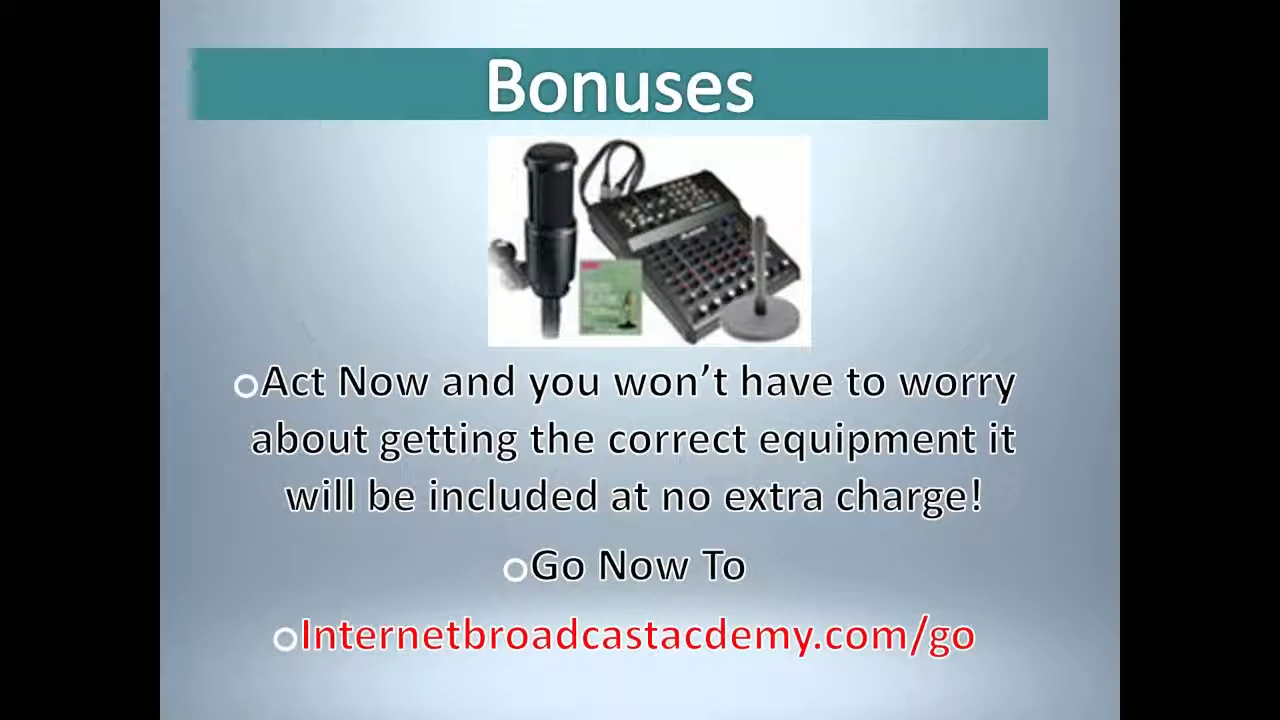 Bonuses
Act Now and you won't have to worry
about getting the correct equipment it
will be included at no extra charge!
Go Now To
Internetbroadcastacdemy.com/go